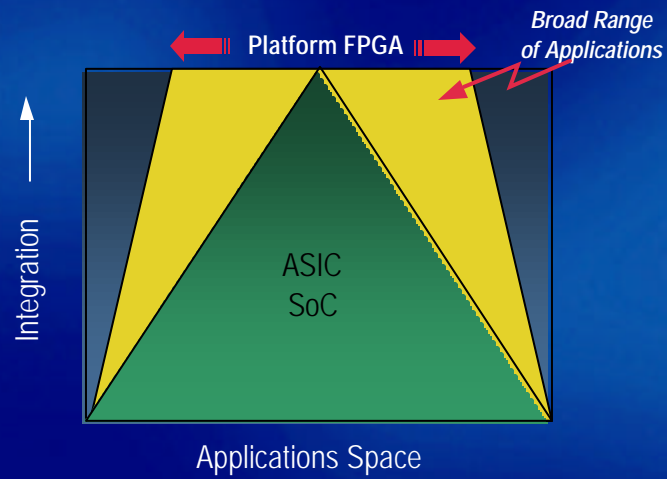 Broad Range
of Applications
Platform FPGA
Integration
ASIC
SoC
Applications Space